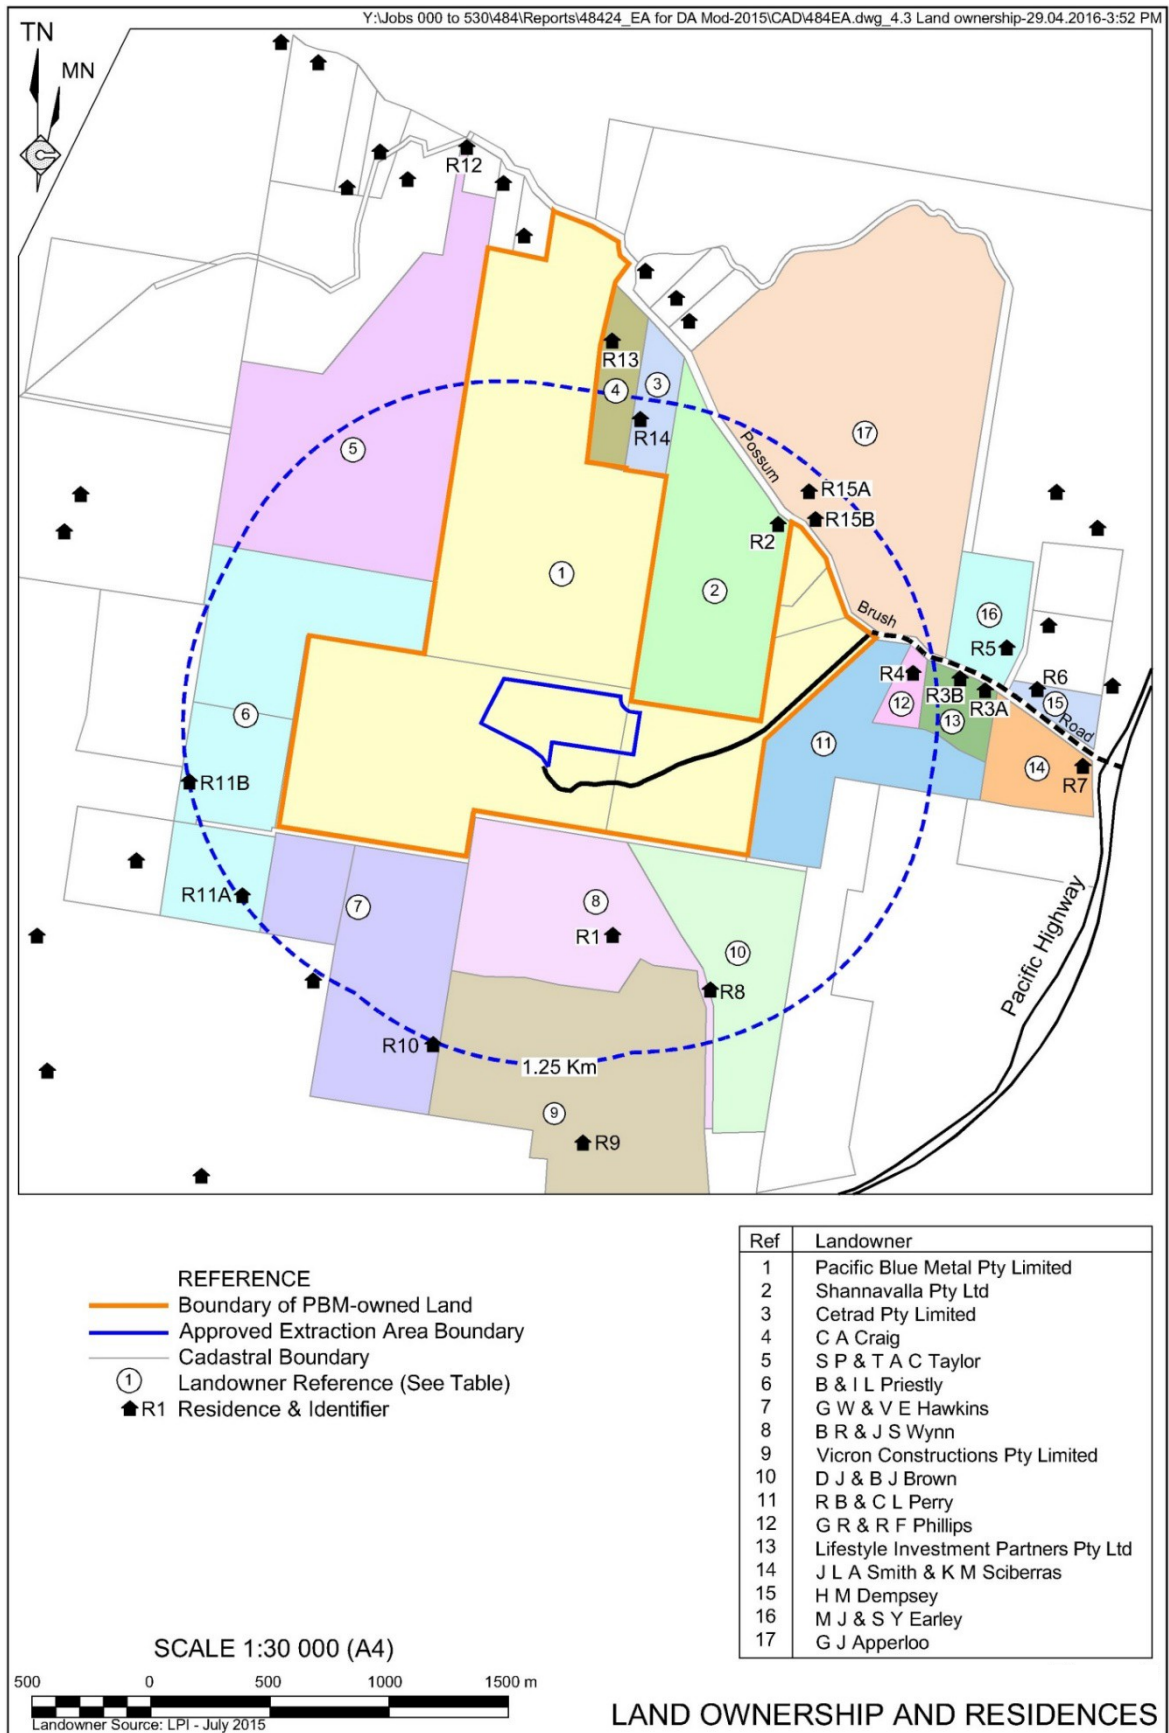 Y:\Jobs 000 to 530\484\Reports\48424_EA for DA Mod-2015\CAD\484EA.dwg_4.3 Land ownership-29.04.2016-3:52 PM
TN
MN
R12
R13
4
3
R14
5
17
Possum
R15A
R15B
R2
1
2
Brush
16
R5
R4
R3B
R3A
R6
15
Road
12
13
6
11
14
R7
R11B
R11A
7
8
R1
10
R8
Pacific Highway
R10
1.25 Km
9
R9
REFERENCE
Boundary of PBM-owned Land
Approved Extraction Area Boundary
Cadastral Boundary
1 Landowner Reference (See Table)
R1 Residence & Identifier
Ref Landowner
1 Pacific Blue Metal Pty Limited
2 Shannavalla Pty Ltd
3 Cetrad Pty Limited
4 C A Craig
5 S P & T A C Taylor
6 B & I L Priestly
7 G W & V E Hawkins
8 B R & J S Wynn
9 Vicron Constructions Pty Limited
10 D J & B J Brown
11 R B & C L Perry
12 G R & R F Phillips
13 Lifestyle Investment Partners Pty Ltd
14 J L A Smith & K M Sciberras
15 H M Dempsey
16 M J & S Y Earley
17 G J Apperloo
SCALE 1:30 000 (A4)
500 0 500 1000 1500 m
Landowner Source: LPI - July 2015
LAND OWNERSHIP AND RESIDENCES